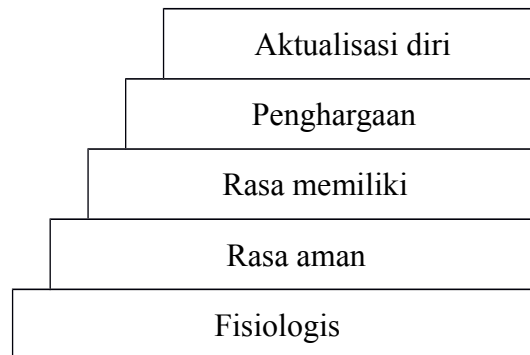 Aktualisasi diri
Penghargaan
Rasa memiliki
Rasa aman
Fisiologis